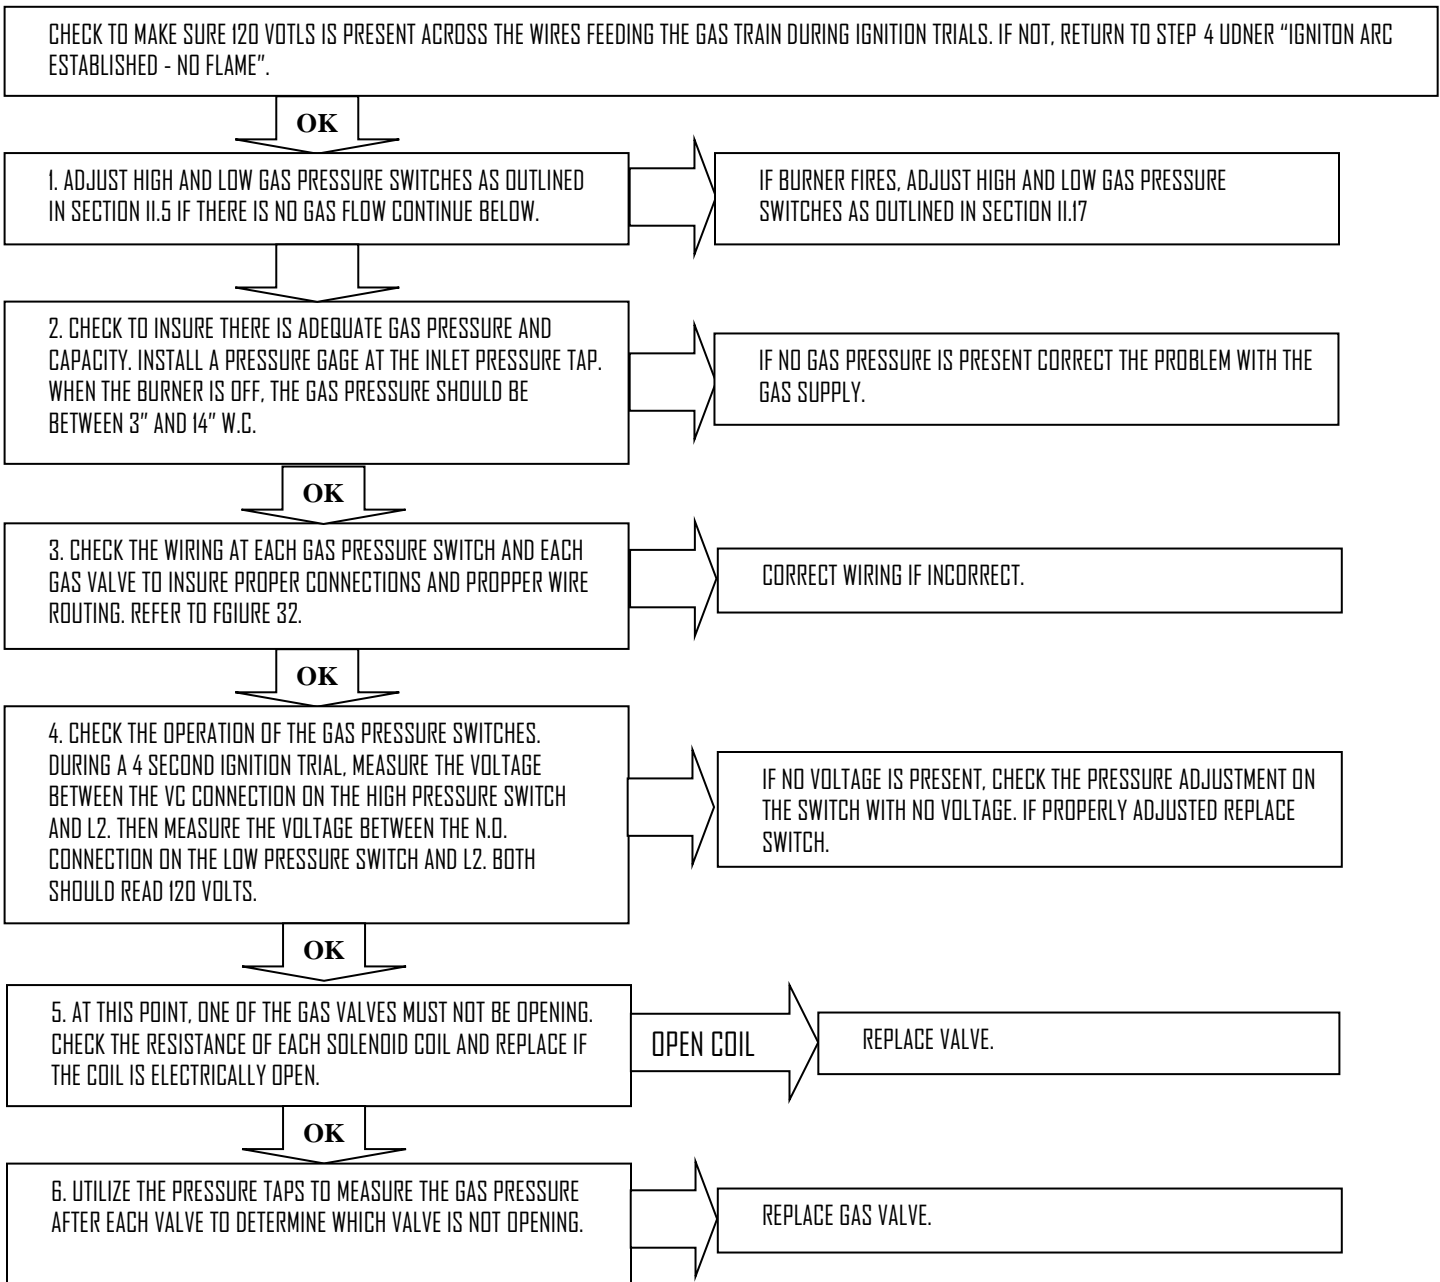 CHECK TO MAKE SURE 120 VOTLS IS PRESENT ACROSS THE WIRES FEEDING THE GAS TRAIN DURING IGNITION TRIALS. IF NOT, RETURN TO STEP 4 UDNER “IGNITON ARC
ESTABLISHED - NO FLAME”.
OK
1. ADJUST HIGH AND LOW GAS PRESSURE SWITCHES AS OUTLINED
IN SECTION II.5 IF THERE IS NO GAS FLOW CONTINUE BELOW.
IF BURNER FIRES, ADJUST HIGH AND LOW GAS PRESSURE
SWITCHES AS OUTLINED IN SECTION II.17
2. CHECK TO INSURE THERE IS ADEQUATE GAS PRESSURE AND
CAPACITY. INSTALL A PRESSURE GAGE AT THE INLET PRESSURE TAP.
WHEN THE BURNER IS OFF, THE GAS PRESSURE SHOULD BE
BETWEEN 3” AND 14” W.C.
IF NO GAS PRESSURE IS PRESENT CORRECT THE PROBLEM WITH THE
GAS SUPPLY.
OK
3. CHECK THE WIRING AT EACH GAS PRESSURE SWITCH AND EACH
GAS VALVE TO INSURE PROPER CONNECTIONS AND PROPPER WIRE
ROUTING. REFER TO FGIURE 32.
CORRECT WIRING IF INCORRECT.
OK
4. CHECK THE OPERATION OF THE GAS PRESSURE SWITCHES.
DURING A 4 SECOND IGNITION TRIAL, MEASURE THE VOLTAGE
BETWEEN THE VC CONNECTION ON THE HIGH PRESSURE SWITCH
AND L2. THEN MEASURE THE VOLTAGE BETWEEN THE N.O.
CONNECTION ON THE LOW PRESSURE SWITCH AND L2. BOTH
SHOULD READ 120 VOLTS.
IF NO VOLTAGE IS PRESENT, CHECK THE PRESSURE ADJUSTMENT ON
THE SWITCH WITH NO VOLTAGE. IF PROPERLY ADJUSTED REPLACE
SWITCH.
OK
5. AT THIS POINT, ONE OF THE GAS VALVES MUST NOT BE OPENING.
CHECK THE RESISTANCE OF EACH SOLENOID COIL AND REPLACE IF
THE COIL IS ELECTRICALLY OPEN.
OPEN COIL
REPLACE VALVE.
OK
6. UTILIZE THE PRESSURE TAPS TO MEASURE THE GAS PRESSURE
AFTER EACH VALVE TO DETERMINE WHICH VALVE IS NOT OPENING.
REPLACE GAS VALVE.